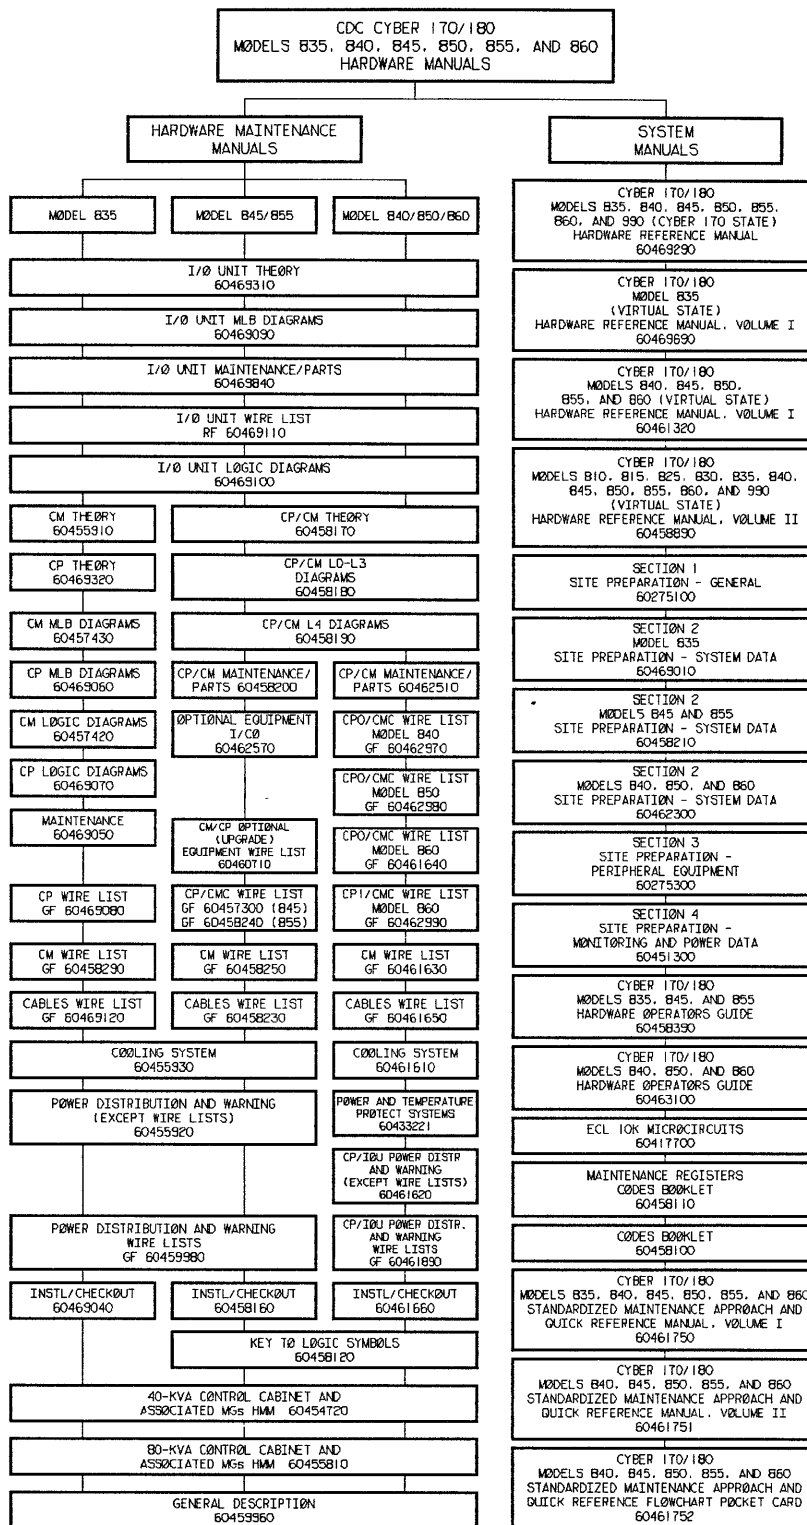 CDC CYBER 170/180
MØDELS 835, 840, 845, 850, 855, AND 860
HARDWARE MANUALS
HARDWARE MAINTENANCE
MANUALS
MØDEL 835
MØDEL 845/855
MØDEL 840/850/860
I/Ø UNIT THEØRY
60469310
I/Ø UNIT MLB DIAGRAMS
60469090
I/Ø UNIT MAINTENANCE/PARTS
60469840
I/Ø UNIT WIRE LIST
RF 60469110
I/Ø UNIT LØGIC DIAGRAMS
60469100
CM THEØRY
60455910
CP THEØRY
60469320
CM MLB DIAGRAMS
60457430
CP MLB DIAGRAMS
60469060
CM LØGIC DIAGRAMS
60457420
CP LØGIC DIAGRAMS
60469070
MAINTENANCE
60469050
CP WIRE LIST
GF 60469080
CM WIRE LIST
GF 60458290
CABLES WIRE LIST
GF 60469120
CP/CM THEØRY
60458170
CP/CM L0-L3
DIAGRAMS
60458180
CP/CM L4 DIAGRAMS
60458190
CP/CM MAINTENANCE/
PARTS 60458200
ØPTIØNAL EQUIPMENT
I/CØ
60462570
CM/CP ØPTIØNAL
(UPGRADE)
EQUIPMENT WIRE LIST
60460710
CP/CMC WIRE LIST
GF 60457300 (845)
GF 60458240 (855)
CM WIRE LIST
GF 60458250
CABLES WIRE LIST
GF 60458230
CP/CM MAINTENANCE/
PARTS 60462510
CP0/CMC WIRE LIST
MØDEL 840
GF 60462970
CP0/CMC WIRE LIST
MØDEL 850
GF 60462980
CP0/CMC WIRE LIST
MØDEL 860
GF 60461640
CP1/CMC WIRE LIST
MØDEL 860
GF 60462990
CM WIRE LIST
GF 60461630
CABLES WIRE LIST
GF 60461650
CØØLING SYSTEM
60455930
CØØLING SYSTEM
60461610
PØWER DISTRIBUTIØN AND WARNING
(EXCEPT WIRE LISTS)
60455920
PØWER AND TEMPERATURE
PRØTECT SYSTEMS
60433221
CP/IØU PØWER DISTR
AND WARNING
(EXCEPT WIRE LISTS)
60461620
PØWER DISTRIBUTIØN AND WARNING
WIRE LISTS
GF 60459980
CP/IØU PØWER DISTR.
AND WARNING
WIRE LISTS
GF 60461890
INSTL/CHECKØUT
60469040
INSTL/CHECKØUT
60458160
INSTL/CHECKØUT
60461660
KEY TØ LØGIC SYMBØLS
60458120
40-KVA CØNTRØL CABINET AND
ASSØCIATED MGs HMM 60454720
80-KVA CØNTRØL CABINET AND
ASSØCIATED MGs HMM 60455810
GENERAL DESCRIPTIØN
60459960
SYSTEM
MANUALS
CYBER 170/180
MØDELS 835, 840, 845, 850, 855,
860, AND 990 (CYBER 170 STATE)
HARDWARE REFERENCE MANUAL
60469290
CYBER 170/180
MØDEL 835
(VIRTUAL STATE)
HARDWARE REFERENCE MANUAL, VØLUME I
60469690
CYBER 170/180
MØDELS 840, 845, 850,
855, AND 860 (VIRTUAL STATE)
HARDWARE REFERENCE MANUAL, VØLUME I
60461320
CYBER 170/180
MØDELS 810, 815, 825, 830, 835, 840,
845, 850, 855, 860, AND 990
(VIRTUAL STATE)
HARDWARE REFERENCE MANUAL, VØLUME II
60458890
SECTIØN 1
SITE PREPARATIØN - GENERAL
60275100
SECTIØN 2
MØDEL 835
SITE PREPARATIØN - SYSTEM DATA
60469010
SECTIØN 2
MØDELS 845 AND 855
SITE PREPARATIØN - SYSTEM DATA
60458210
SECTIØN 2
MØDELS 840, 850, AND 860
SITE PREPARATIØN - SYSTEM DATA
60462300
SECTIØN 3
SITE PREPARATIØN -
PERIPHERAL EQUIPMENT
60275300
SECTIØN 4
SITE PREPARATIØN -
MØNITØRING AND PØWER DATA
60451300
CYBER 170/180
MØDELS 835, 845, AND 855
HARDWARE ØPERATØRS GUIDE
60458390
CYBER 170/180
MØDELS 840, 850, AND 860
HARDWARE ØPERATØRS GUIDE
60463100
ECL 10K MICRØCIRCUITS
60417700
MAINTENANCE REGISTERS
CØDES BØØKLET
60458110
CØDES BØØKLET
60458100
CYBER 170/180
MØDELS 835, 840, 845, 850, 855, AND 860
STANDARDIZED MAINTENANCE APPRØACH AND
QUICK REFERENCE MANUAL, VØLUME I
60461750
CYBER 170/180
MØDELS 840, 845, 850, 855, AND 860
STANDARDIZED MAINTENANCE APPRØACH AND
QUICK REFERENCE MANUAL, VØLUME II
60461751
CYBER 170/180
MØDELS 840, 845, 850, 855, AND 860
STANDARDIZED MAINTENANCE APPRØACH AND
QUICK REFERENCE FLØWCHART PØCKET CARD
60461752